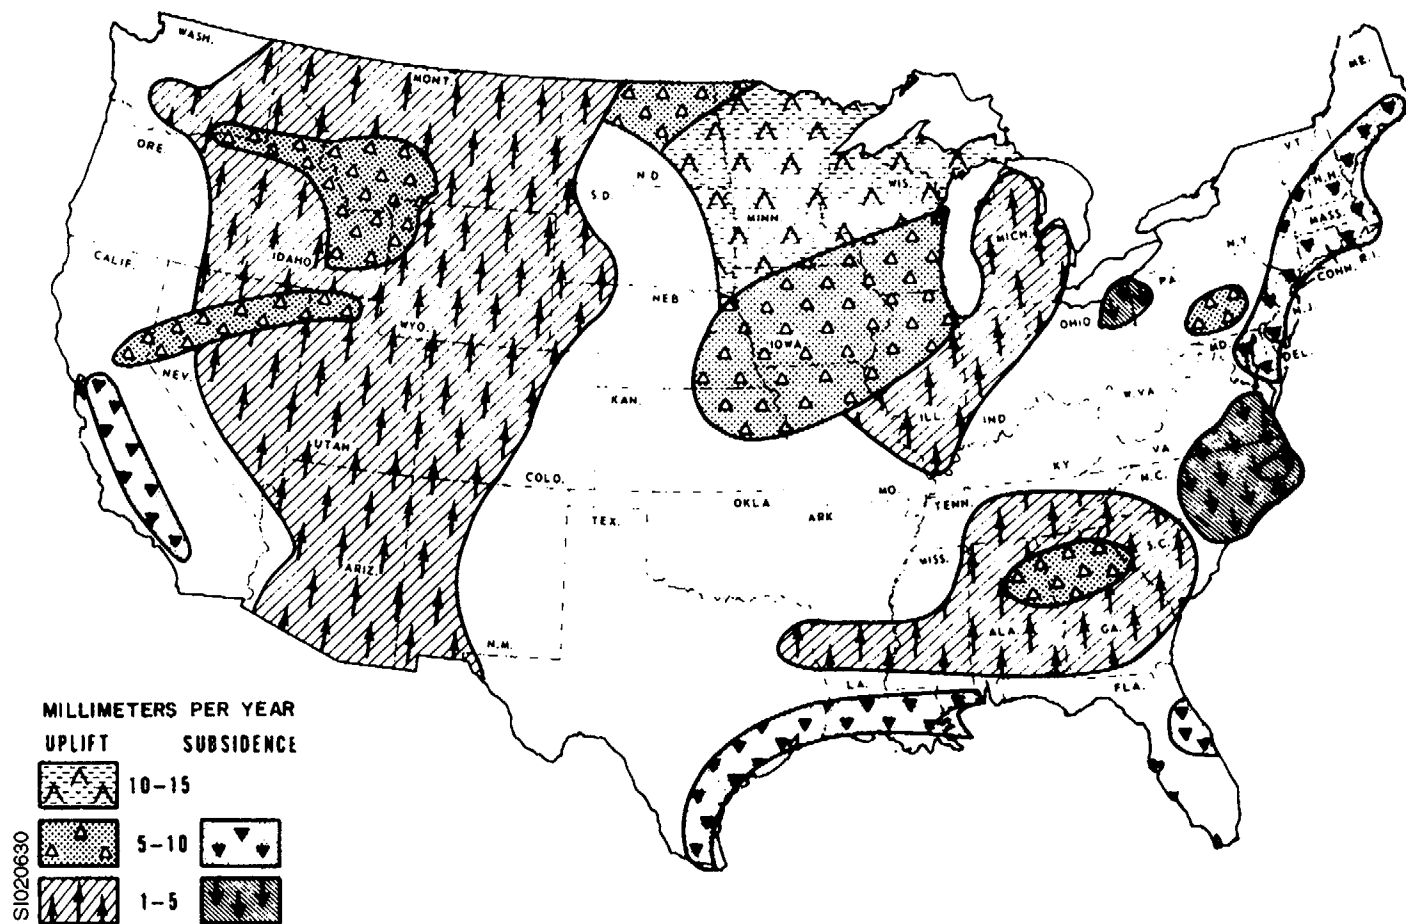 WASH.
MONT.
ME.
ORE.
VT.
N.D
S.D.
WIS.
N.H.
MINN
MASS.
MICH.
N.Y
CALIF.
IDAHO
CONN. R.I.
PA.
NEB
N.J.
WYO.
OHIO
IOWA
MD.
DEL.
NEV.
KAN.
W.VA
ILL.
IND
UTAH
VA
KY
N.C.
COLO.
MO.
TENN.
OKLA
TEX.
ARK
S.C.
MISS.
ARIZ.
ALA.
GA.
N.M.
LA.
FLA.
MILLIMETERS PER YEAR
UPLIFT SUBSIDENCE
10–15
5–10
1–5
SI020630